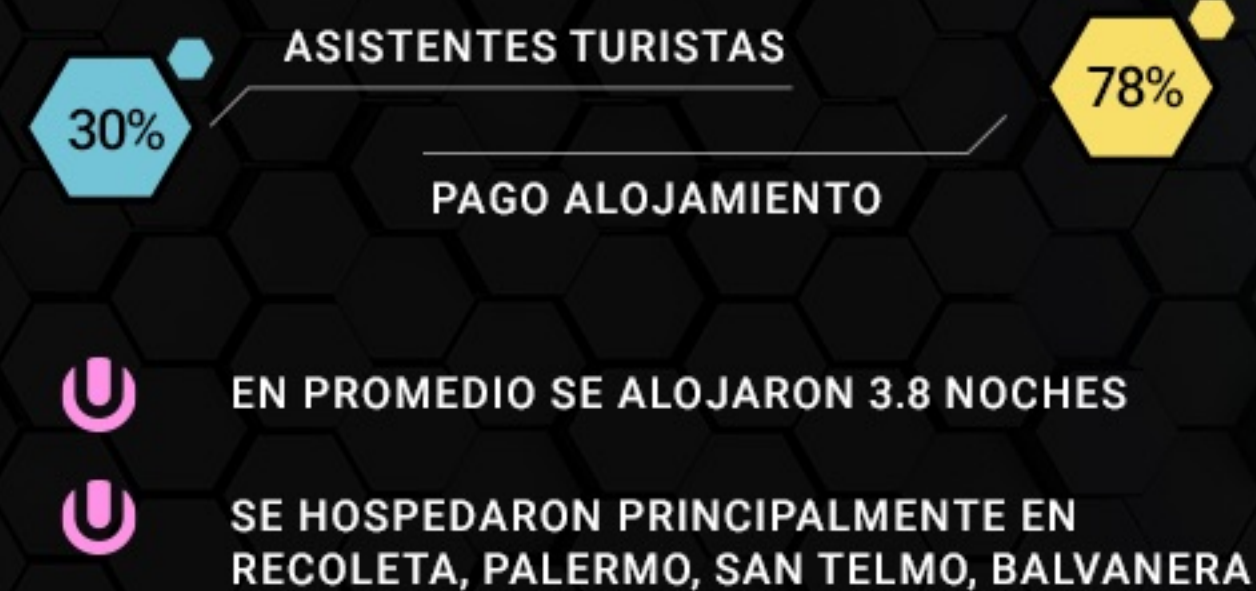 ASISTENTES TURISTAS
30%
78%
PAGO ALOJAMIENTO
EN PROMEDIO SE ALOJARON 3.8 NOCHES
SE HOSPEDARON PRINCIPALMENTE EN
RECOLETA, PALERMO, SAN TELMO, BALVANERA